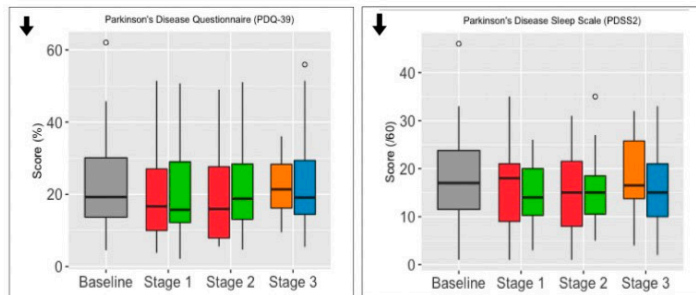 Parkinson's Disease Questionnaire (PDQ-39)
Score (%)
60
40
20
0
Baseline Stage 1 Stage 2 Stage 3
Parkinson's Disease Sleep Scale (PDSS2)
Score (/60)
40
30
20
10
0
Baseline Stage 1 Stage 2 Stage 3